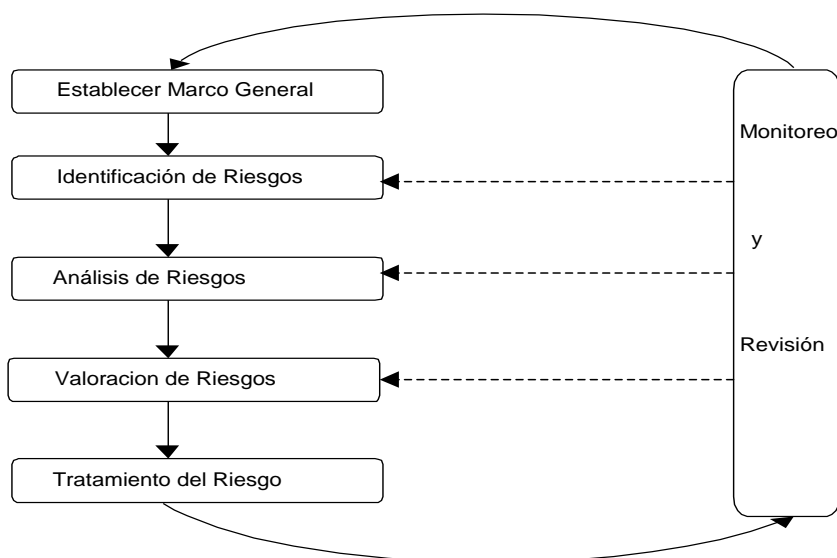 Establecer Marco General
Identificación de Riesgos
Análisis de Riesgos
Valoracion de Riesgos
Tratamiento del Riesgo
Monitoreo
y
Revisión